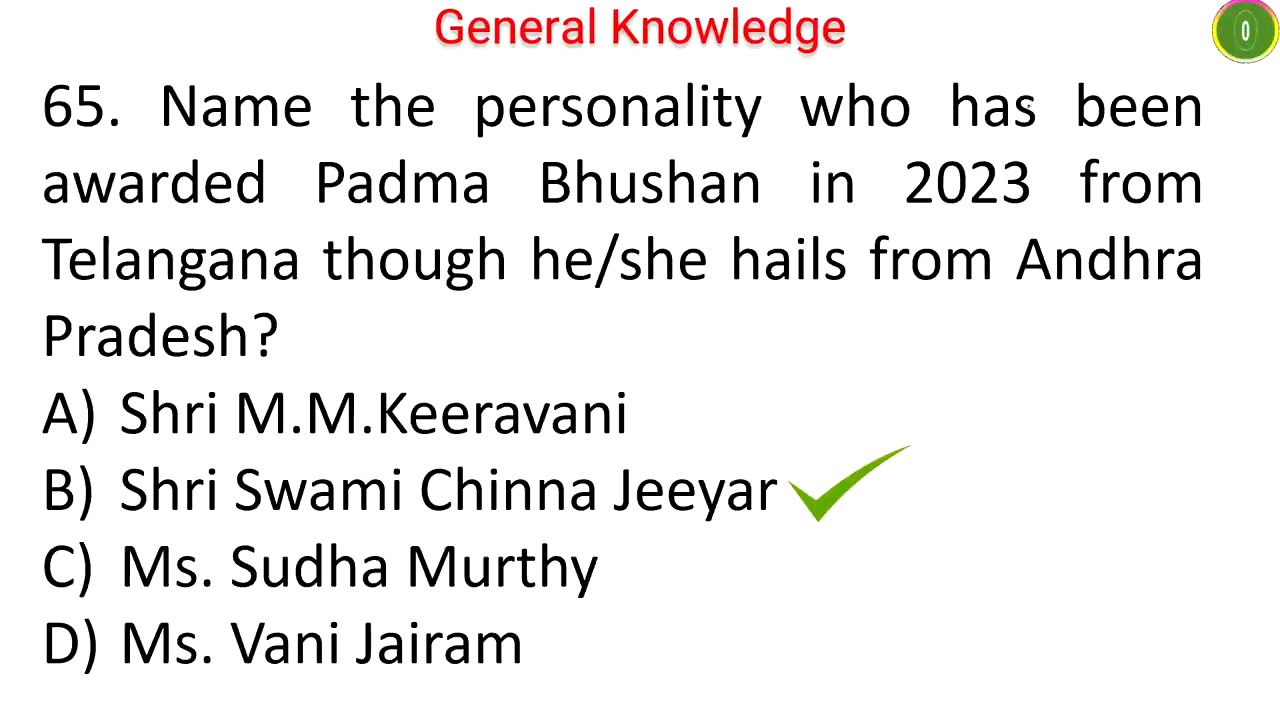 General Knowledge
0
65. Name the personality who has been
awarded Padma Bhushan in 2023 from
Telangana though he/she hails from Andhra
Pradesh?
A) Shri M.M.Keeravani
B) Shri Swami Chinna Jeeyar
C) Ms. Sudha Murthy
D) Ms. Vani Jairam